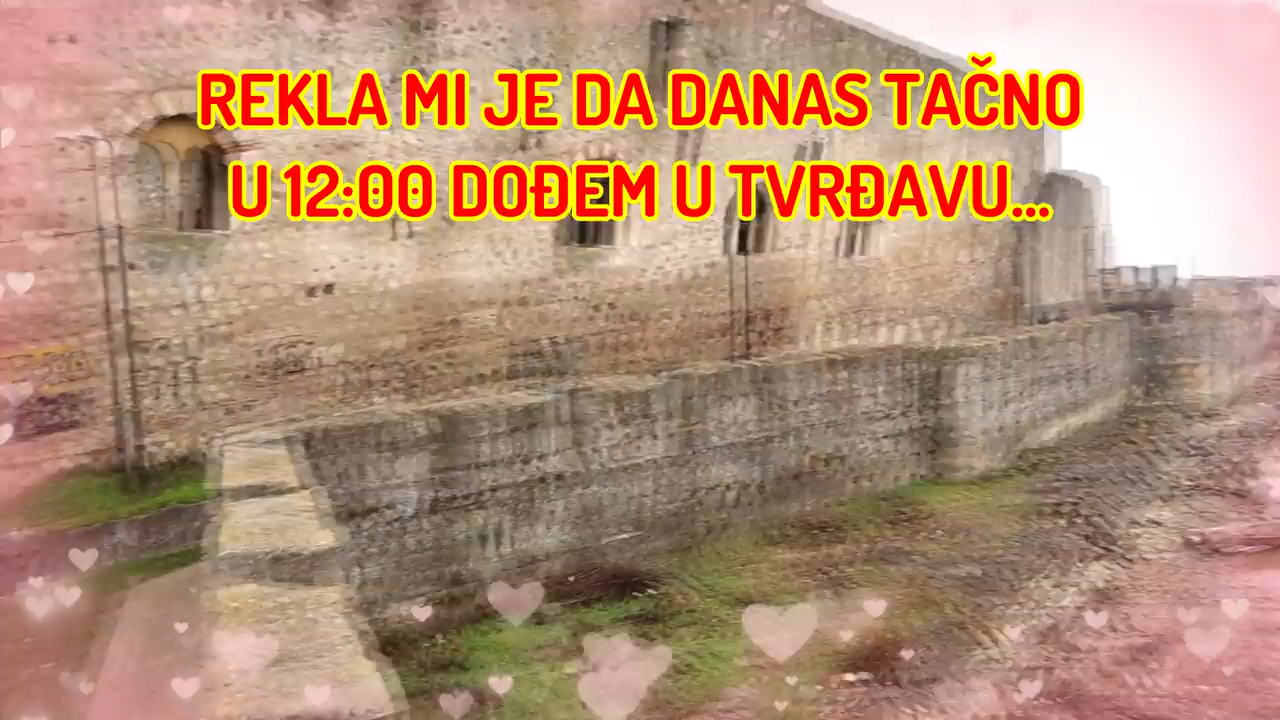 REKLA MI JE DA DANAS TAČNO
U 12:00 DOĐEM U TVRĐAVU...